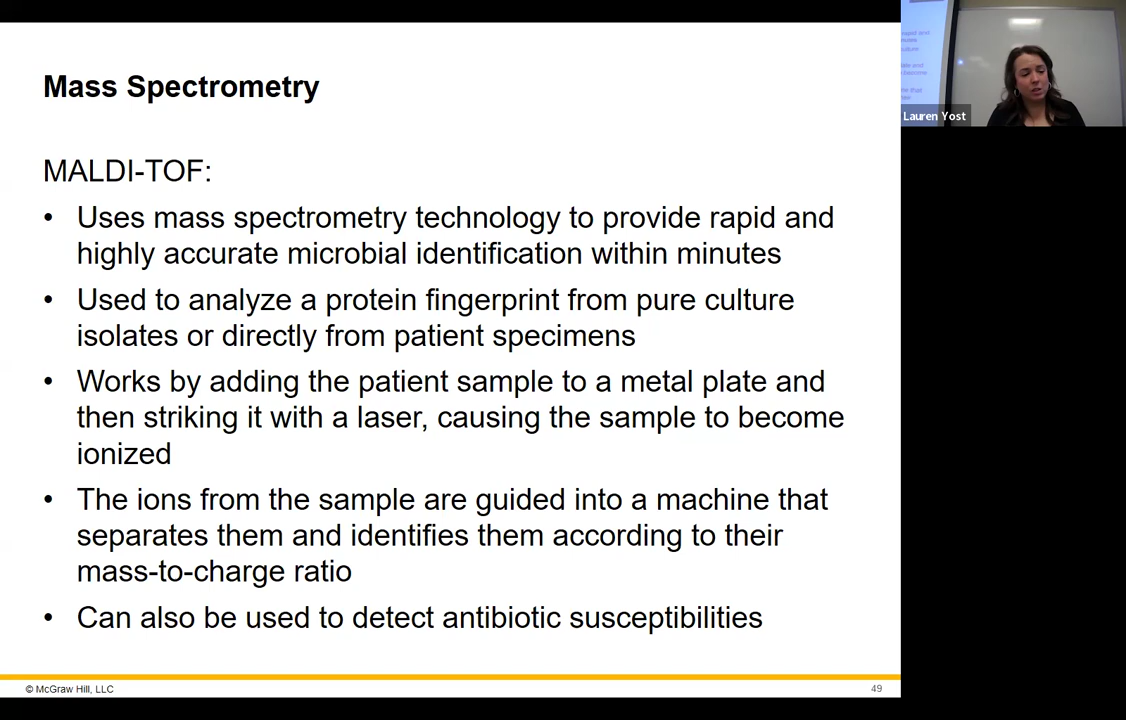 Mass Spectrometry
MALDI-TOF:
• Uses mass spectrometry technology to provide rapid and
highly accurate microbial identification within minutes
• Used to analyze a protein fingerprint from pure culture
isolates or directly from patient specimens
• Works by adding the patient sample to a metal plate and
then striking it with a laser, causing the sample to become
ionized
• The ions from the sample are guided into a machine that
separates them and identifies them according to their
mass-to-charge ratio
• Can also be used to detect antibiotic susceptibilities
© McGraw Hill, LLC
49
rapid and
culture
become
Lauren Yost